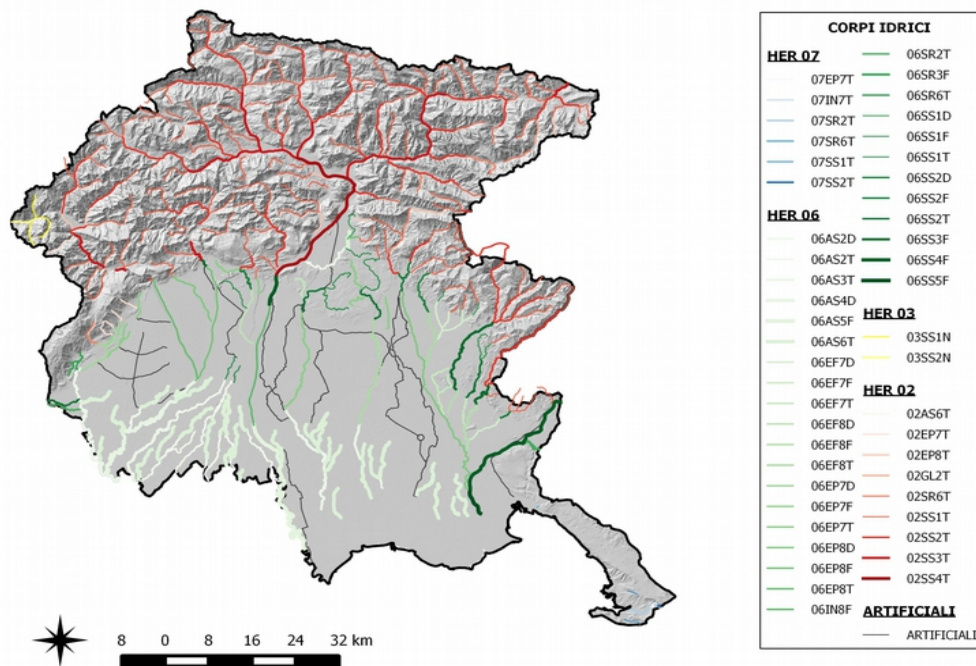 CORPI IDRICI
HER 07
07EP7T
07IN7T
07SR2T
07SR6T
07SS1T
07SS2T
HER 06
06AS2D
06AS2T
06AS3T
06AS4D
06AS5F
06AS6T
06EF7D
06EF7F
06EF7T
06EF8D
06EF8F
06EF8T
06EP7D
06EP7F
06EP7T
06EP8D
06EP8F
06EP8T
06IN8F
06SR2T
06SR3F
06SR6T
06SS1D
06SS1F
06SS1T
06SS2D
06SS2F
06SS2T
06SS3F
06SS4F
06SS5F
HER 03
03SS1N
03SS2N
HER 02
02AS6T
02EP7T
02EP8T
02GL2T
02SR6T
02SS1T
02SS2T
02SS3T
02SS4T
ARTIFICIALI
ARTIFICIALI
8 0 8 16 24 32 km